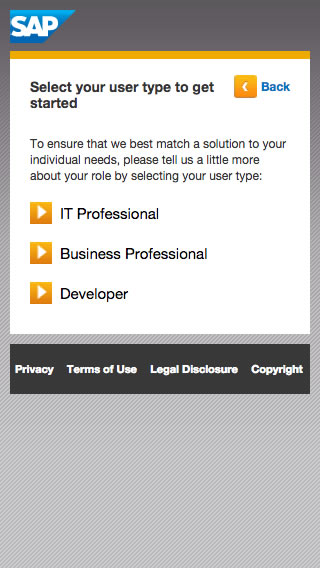 SAP
Select your user type to get
started
Back
To ensure that we best match a solution to your
individual needs, please tell us a little more
about your role by selecting your user type:
IT Professional
Business Professional
Developer
Privacy Terms of Use Legal Disclosure Copyright